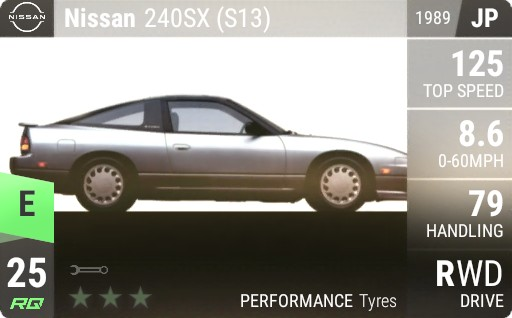 NISSAN
Nissan 240SX (S13)
1989 JP
125
TOP SPEED
8.6
0-60MPH
79
HANDLING
RWD
DRIVE
E
25
RQ
PERFORMANCE Tyres